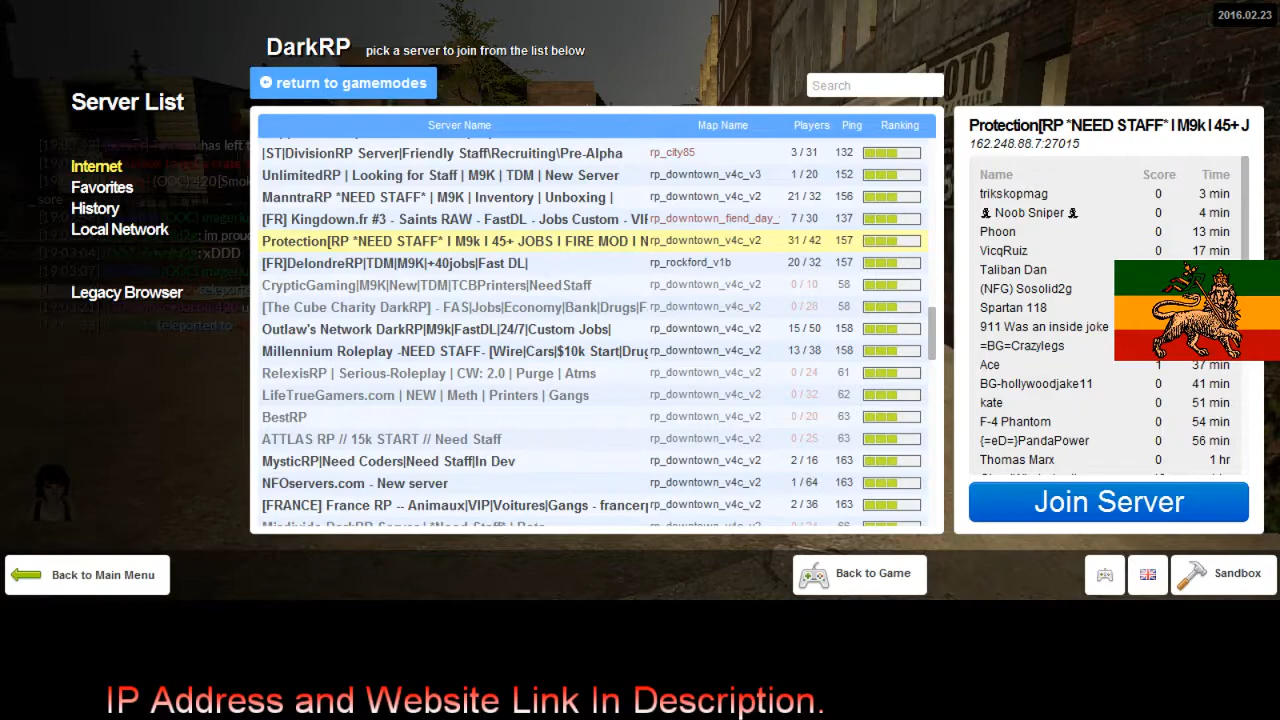 2016.02.23
DarkRP pick a server to join from the list below
return to gamemodes
Search
Server List
Internet
Favorites
History
Local Network
Legacy Browser
Server Name Map Name Players Ping Ranking
|ST|DivisionRP Server|Friendly Staff\Recruiting\Pre-Alpha rp_city85 3 / 31 132
UnlimitedRP | Looking for Staff | M9K | TDM | New Server rp_downtown_v4c_v3 1 / 20 152
ManntraRP *NEED STAFF* | M9K | Inventory | Unboxing | rp_downtown_v4c_v2 21 / 32 156
[FR] Kingdown.fr #3 - Saints RAW - FastDL - Jobs Custom - VIF rp_downtown_fiend_day_ 7 / 30 137
Protection[RP *NEED STAFF* I M9k I 45+ JOBS I FIRE MOD I N rp_downtown_v4c_v2 31 / 42 157
[FR]DelondreRP|TDM|M9K|+40jobs|Fast DL| rp_rockford_v1b 20 / 32 157
CrypticGaming|M9K|New|TDM|TCBPrinters|NeedStaff rp_downtown_v4c_v2 0 / 10 58
[The Cube Charity DarkRP] - FAS|Jobs|Economy|Bank|Drugs|F rp_downtown_v4c_v2 0 / 28 58
Outlaw's Network DarkRP|M9k|FastDL|24/7|Custom Jobs| rp_downtown_v4c_v2 15 / 50 158
Millennium Roleplay -NEED STAFF- [Wire|Cars|$10k Start|Drug rp_downtown_v4c_v2 13 / 38 158
RelexisRP | Serious-Roleplay | CW: 2.0 | Purge | Atms rp_downtown_v4c_v2 0 / 24 61
LifeTrueGamers.com | NEW | Meth | Printers | Gangs rp_downtown_v4c_v2 0 / 32 62
BestRP rp_downtown_v4c_v2 0 / 20 63
ATTLAS RP // 15k START // Need Staff rp_downtown_v4c_v2 0 / 25 63
MysticRP|Need Coders|Need Staff|In Dev rp_downtown_v4c_v2 2 / 16 163
NFOservers.com - New server rp_downtown_v4c_v2 1 / 64 163
[FRANCE] France RP -- Animaux|VIP|Voitures|Gangs - francerp rp_downtown_v4c_v2 2 / 36 163
Protection[RP *NEED STAFF* I M9k I 45+ J
162.248.88.7:27015
Name Score Time
trikskopmag 0 3 min
Noob Sniper 0 4 min
Phoon 0 13 min
VicqRuiz 0 17 min
Taliban Dan
(NFG) Sosolid2g
Spartan 118
911 Was an inside joke
=BG=Crazylegs
Ace 1 37 min
BG-hollywoodjake11 0 41 min
kate 0 51 min
F-4 Phantom 0 54 min
{=eD=}PandaPower 0 56 min
Thomas Marx 0 1 hr
Join Server
Back to Main Menu
Back to Game
Sandbox
IP Address and Website Link In Description.